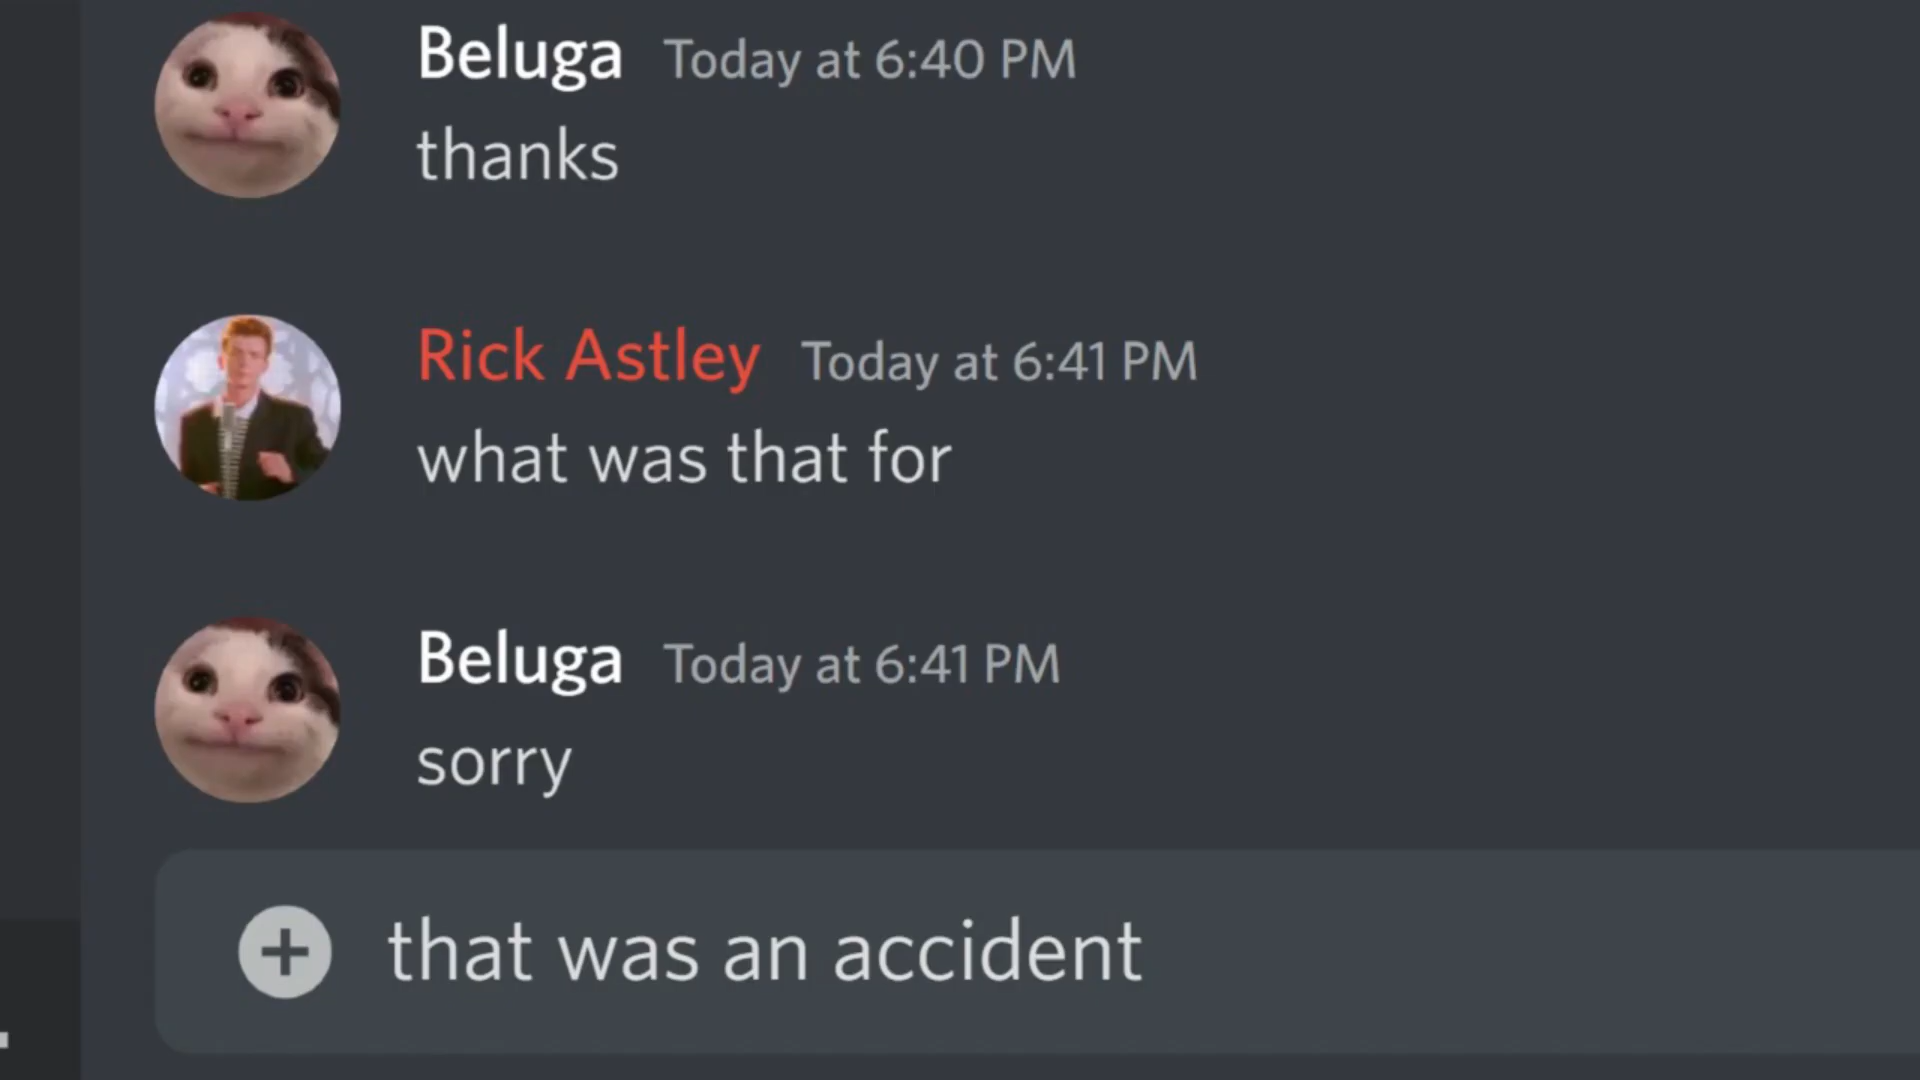 Beluga Today at 6:40 PM
thanks
Rick Astley Today at 6:41 PM
what was that for
Beluga Today at 6:41 PM
sorry
that was an accident